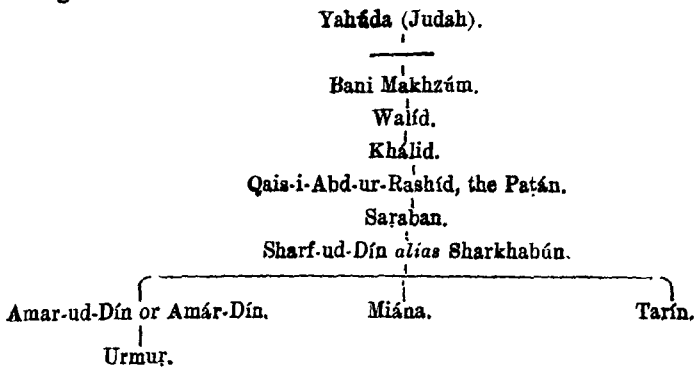 Yahúda (Judah).
Bani Makhzúm.
Walíd.
Khálid.
Qais-i-Abd-ur-Rashíd, the Paṭán.
Saṛaban.
Sharf-ud-Dín alias Sharkhabún.
Amar-ud-Dín or Amár-Dín. Miána. Tarín.
Urmuṛ.